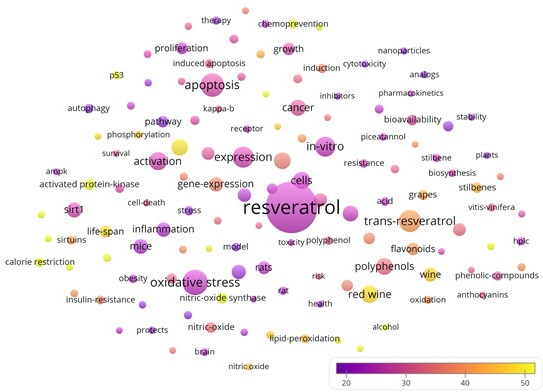 therapy
chemoprevention
proliferation
growth
nanoparticles
induced apoptosis
cytotoxicity
induction
p53
analogs
apoptosis
inhibitors
pharmacokinetics
autophagy
kappa-b
cancer
bioavailability
stability
pathway
receptor
phosphorylation
piceatannol
in-vitro
survival
activation
expression
resistance
stilbene
plants
ampk
biosynthesis
activated protein-kinase
gene-expression
cells
stilbenes
grapes
cell-death
acid
sirt1
stress
resveratrol
vitis-vinifera
trans-resveratrol
life-span
inflammation
sirtuins
mice
model
toxicity
polyphenol
hplc
flavonoids
calorie restriction
rats
polyphenols
obesity
risk
wine
phenolic-compounds
oxidative stress
rat
insulin-resistance
nitric-oxide synthase
red wine
anthocyanins
health
oxidation
protects
nitric-oxide
alcohol
lipid-peroxidation
brain
nitric oxide
20
30
40
50